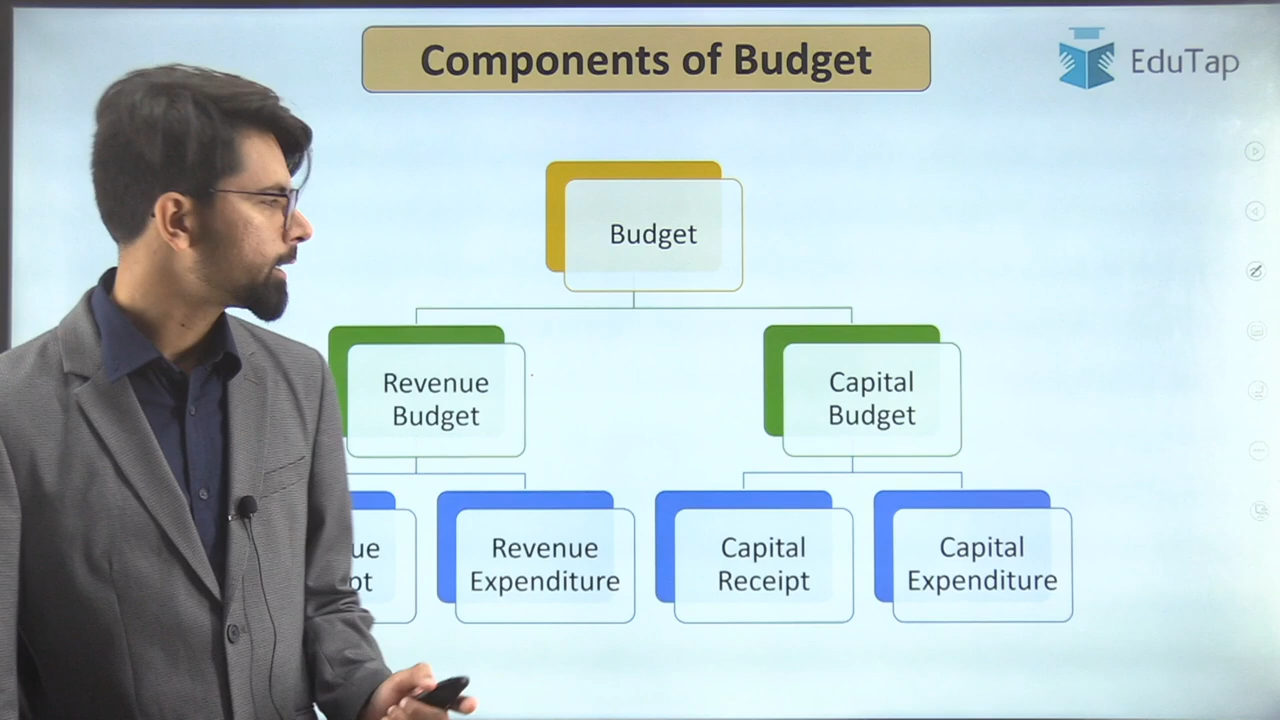 Components of Budget
EduTap
Budget
Revenue
Budget
Capital
Budget
Revenue
Expenditure
Capital
Receipt
Capital
Expenditure